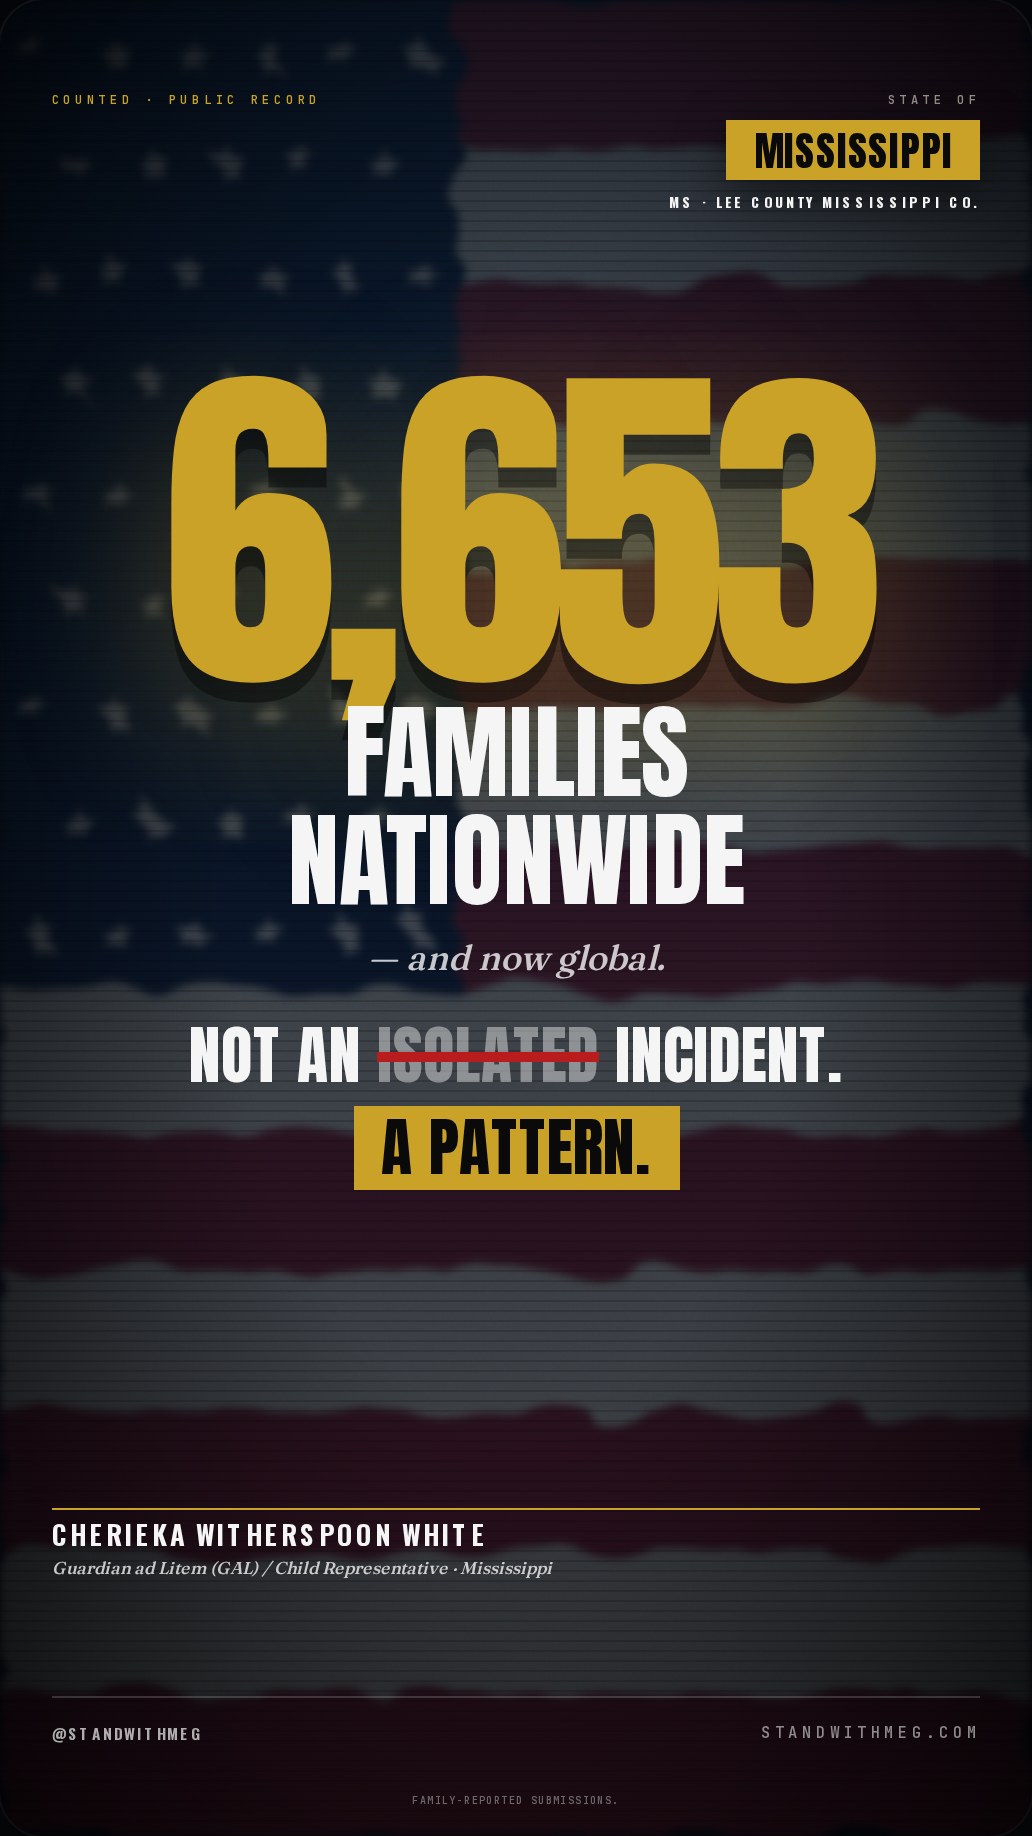 COUNTED · PUBLIC RECORD
STATE OF
MISSISSIPPI
MS · LEE COUNTY MISSISSIPPI CO.
6,653
FAMILIES
NATIONWIDE
— and now global.
NOT AN ISOLATED INCIDENT.
A PATTERN.
CHERIEKA WITHERSPOON WHITE
Guardian ad Litem (GAL) / Child Representative · Mississippi
@STANDWITHMEG
STANDWITHMEG.COM
FAMILY-REPORTED SUBMISSIONS.